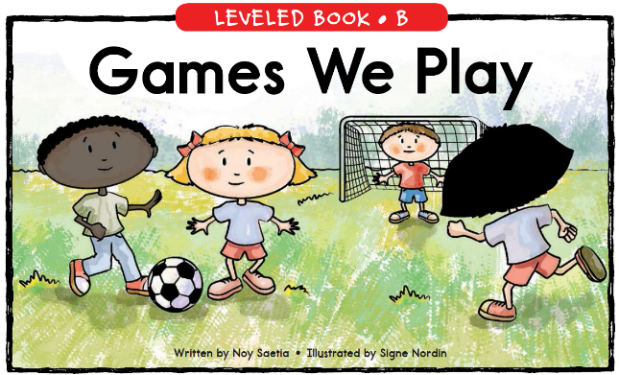 LEVELED BOOK • B
Games We Play
Written by Noy Saetia • Illustrated by Signe Nordin